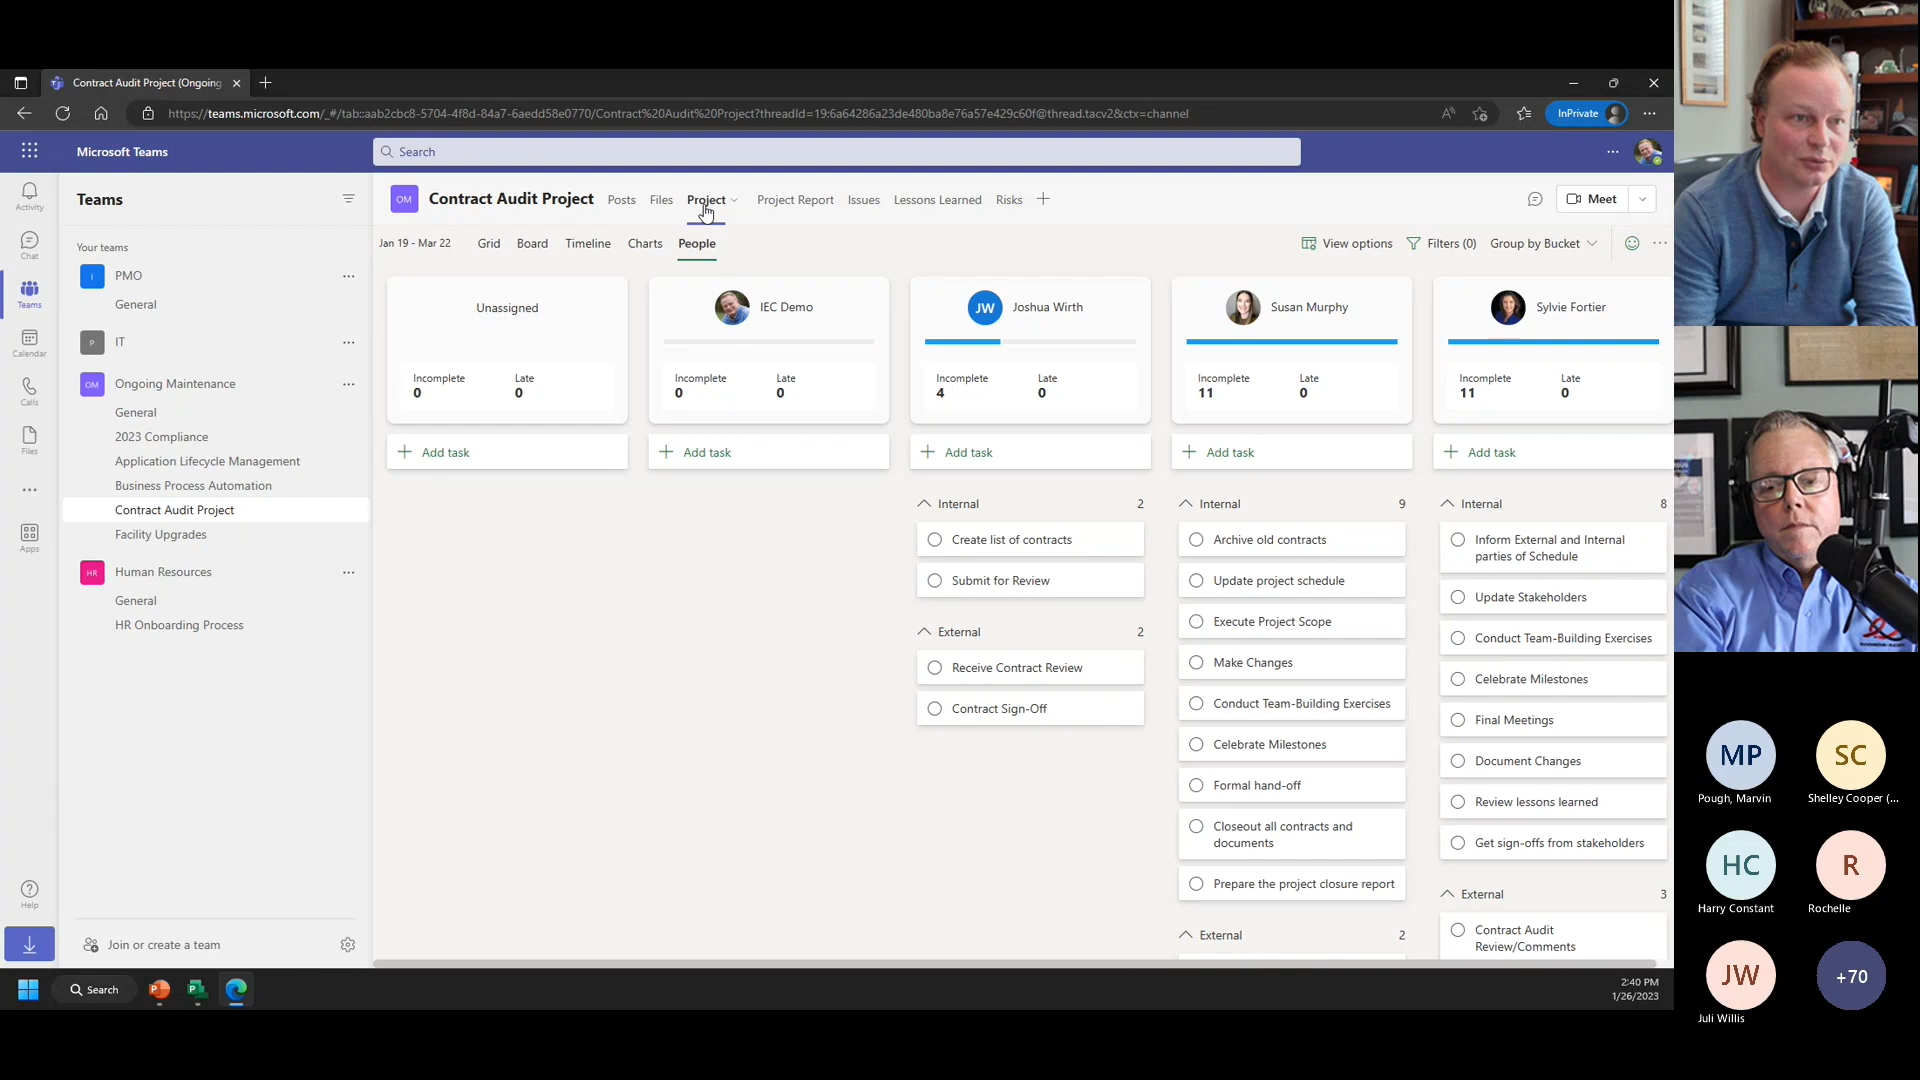 Contract Audit Project (Ongoing
https://teams.microsoft.com/_#/tab:aab2cbc8-5704-4f8d-84a7-6aedd58e0770/Contract%20Audit%20Project?threadId=19:6a64286a23de480ba8e76a57e429c60f@thread.tacv2&ctx=channel
InPrivate
Microsoft Teams
Search
Activity
Chat
Teams
Calendar
Calls
Files
Apps
Help
Teams
Your teams
I
PMO
General
P
IT
OM
Ongoing Maintenance
General
2023 Compliance
Application Lifecycle Management
Business Process Automation
Contract Audit Project
Facility Upgrades
HR
Human Resources
General
HR Onboarding Process
Join or create a team
OM
Contract Audit Project
Posts
Files
Project
Project Report
Issues
Lessons Learned
Risks
Meet
Jan 19 - Mar 22
Grid
Board
Timeline
Charts
People
View options
Filters (0)
Group by Bucket
Unassigned
Incomplete
0
Late
0
Add task
IEC Demo
Incomplete
0
Late
0
Add task
JW
Joshua Wirth
Incomplete
4
Late
0
Add task
Internal
2
Create list of contracts
Submit for Review
External
2
Receive Contract Review
Contract Sign-Off
Susan Murphy
Incomplete
11
Late
0
Add task
Internal
9
Archive old contracts
Update project schedule
Execute Project Scope
Make Changes
Conduct Team-Building Exercises
Celebrate Milestones
Formal hand-off
Closeout all contracts and
documents
Prepare the project closure report
External
2
Sylvie Fortier
Incomplete
11
Late
0
Add task
Internal
8
Inform External and Internal
parties of Schedule
Update Stakeholders
Conduct Team-Building Exercises
Celebrate Milestones
Final Meetings
Document Changes
Review lessons learned
Get sign-offs from stakeholders
External
3
Contract Audit
Review/Comments
Search
2:40 PM
1/26/2023
MP
Pough, Marvin
SC
Shelley Cooper (...
HC
Harry Constant
R
Rochelle
JW
Juli Willis
+70